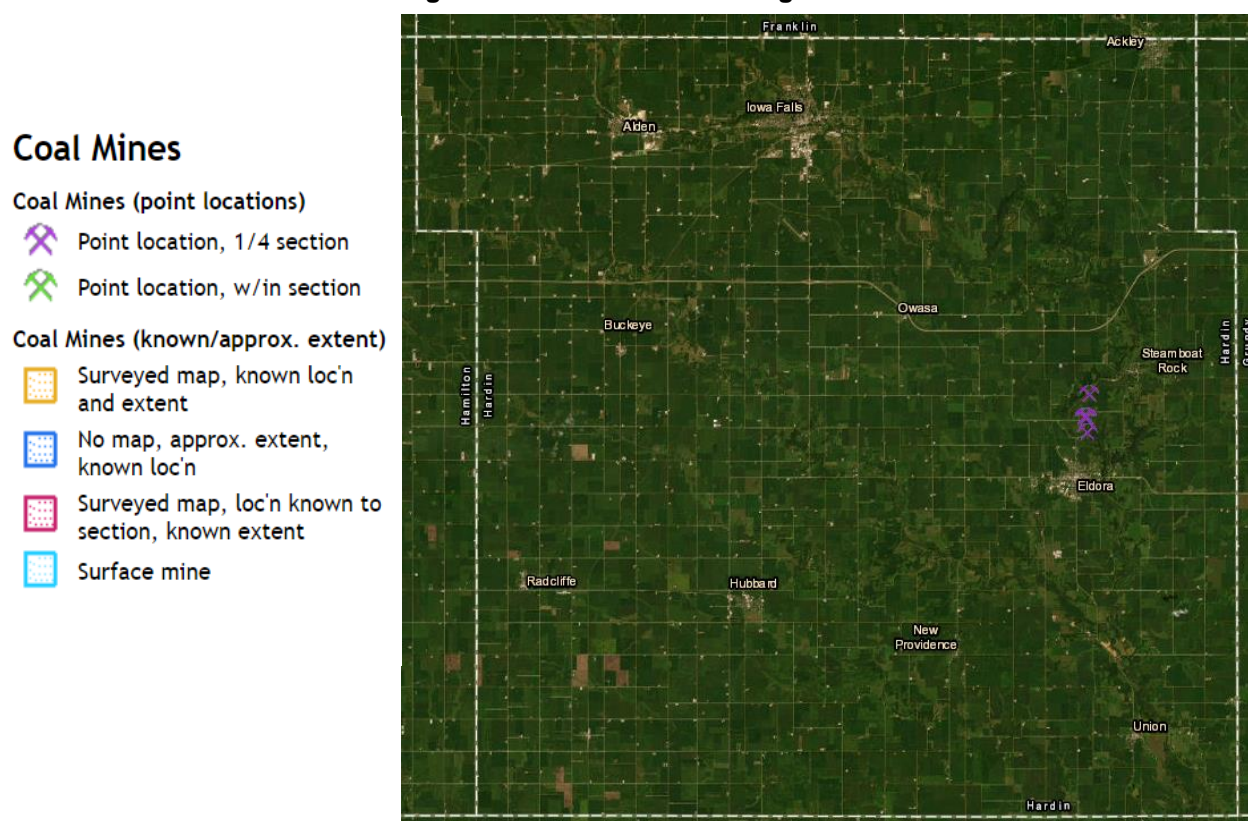 Coal Mines
Coal Mines (point locations)
Point location, 1/4 section
Point location, w/in section
Coal Mines (known/approx. extent)
Surveyed map, known loc'n
and extent
No map, approx. extent,
known loc'n
Surveyed map, loc'n known to
section, known extent
Surface mine
Franklin
Ackley
Iowa Falls
Alden
Owasa
Buckeye
Steamboat
Rock
Hardin
Hamilton
Hardin
Eldora
Radcliffe
Hubbard
New
Providence
Union
Hardin